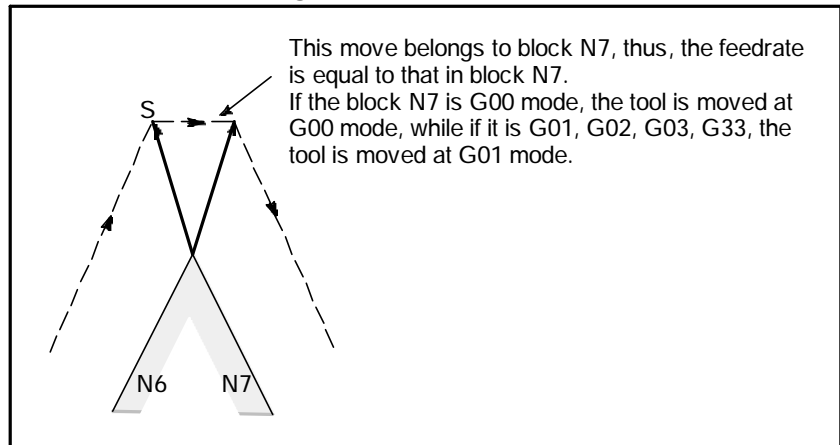 This move belongs to block N7, thus, the feedrate
is equal to that in block N7.
If the block N7 is G00 mode, the tool is moved at
G00 mode, while if it is G01, G02, G03, G33, the
tool is moved at G01 mode.
S
N6 N7